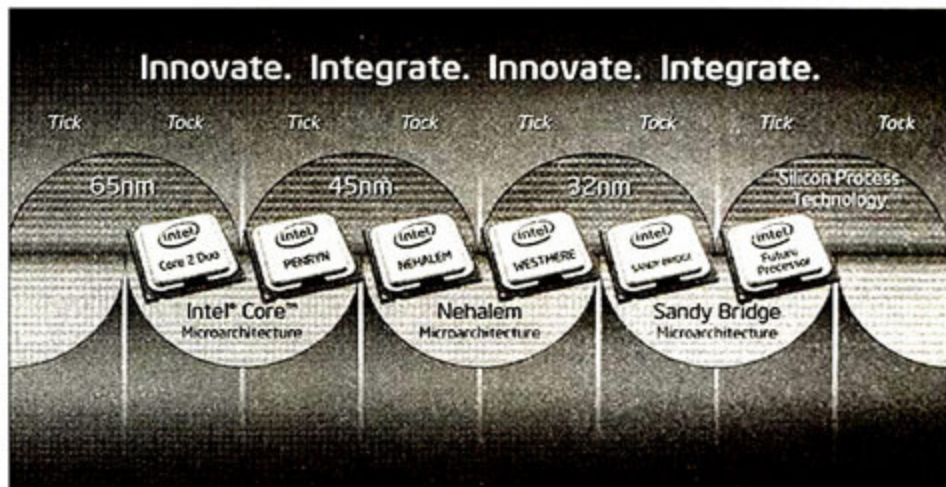 Innovate. Integrate. Innovate. Integrate.
Tick Tock Tick Tock Tick Tock Tick Tock
65nm 45nm 32nm Silicon Process
Technology
intel intel intel intel intel intel
Core 2 Duo PENRYN NEHALEM WESTMERE SANDY BRIDGE Future
Processor
Intel® Core™ Nehalem Sandy Bridge
Microarchitecture Microarchitecture Microarchitecture